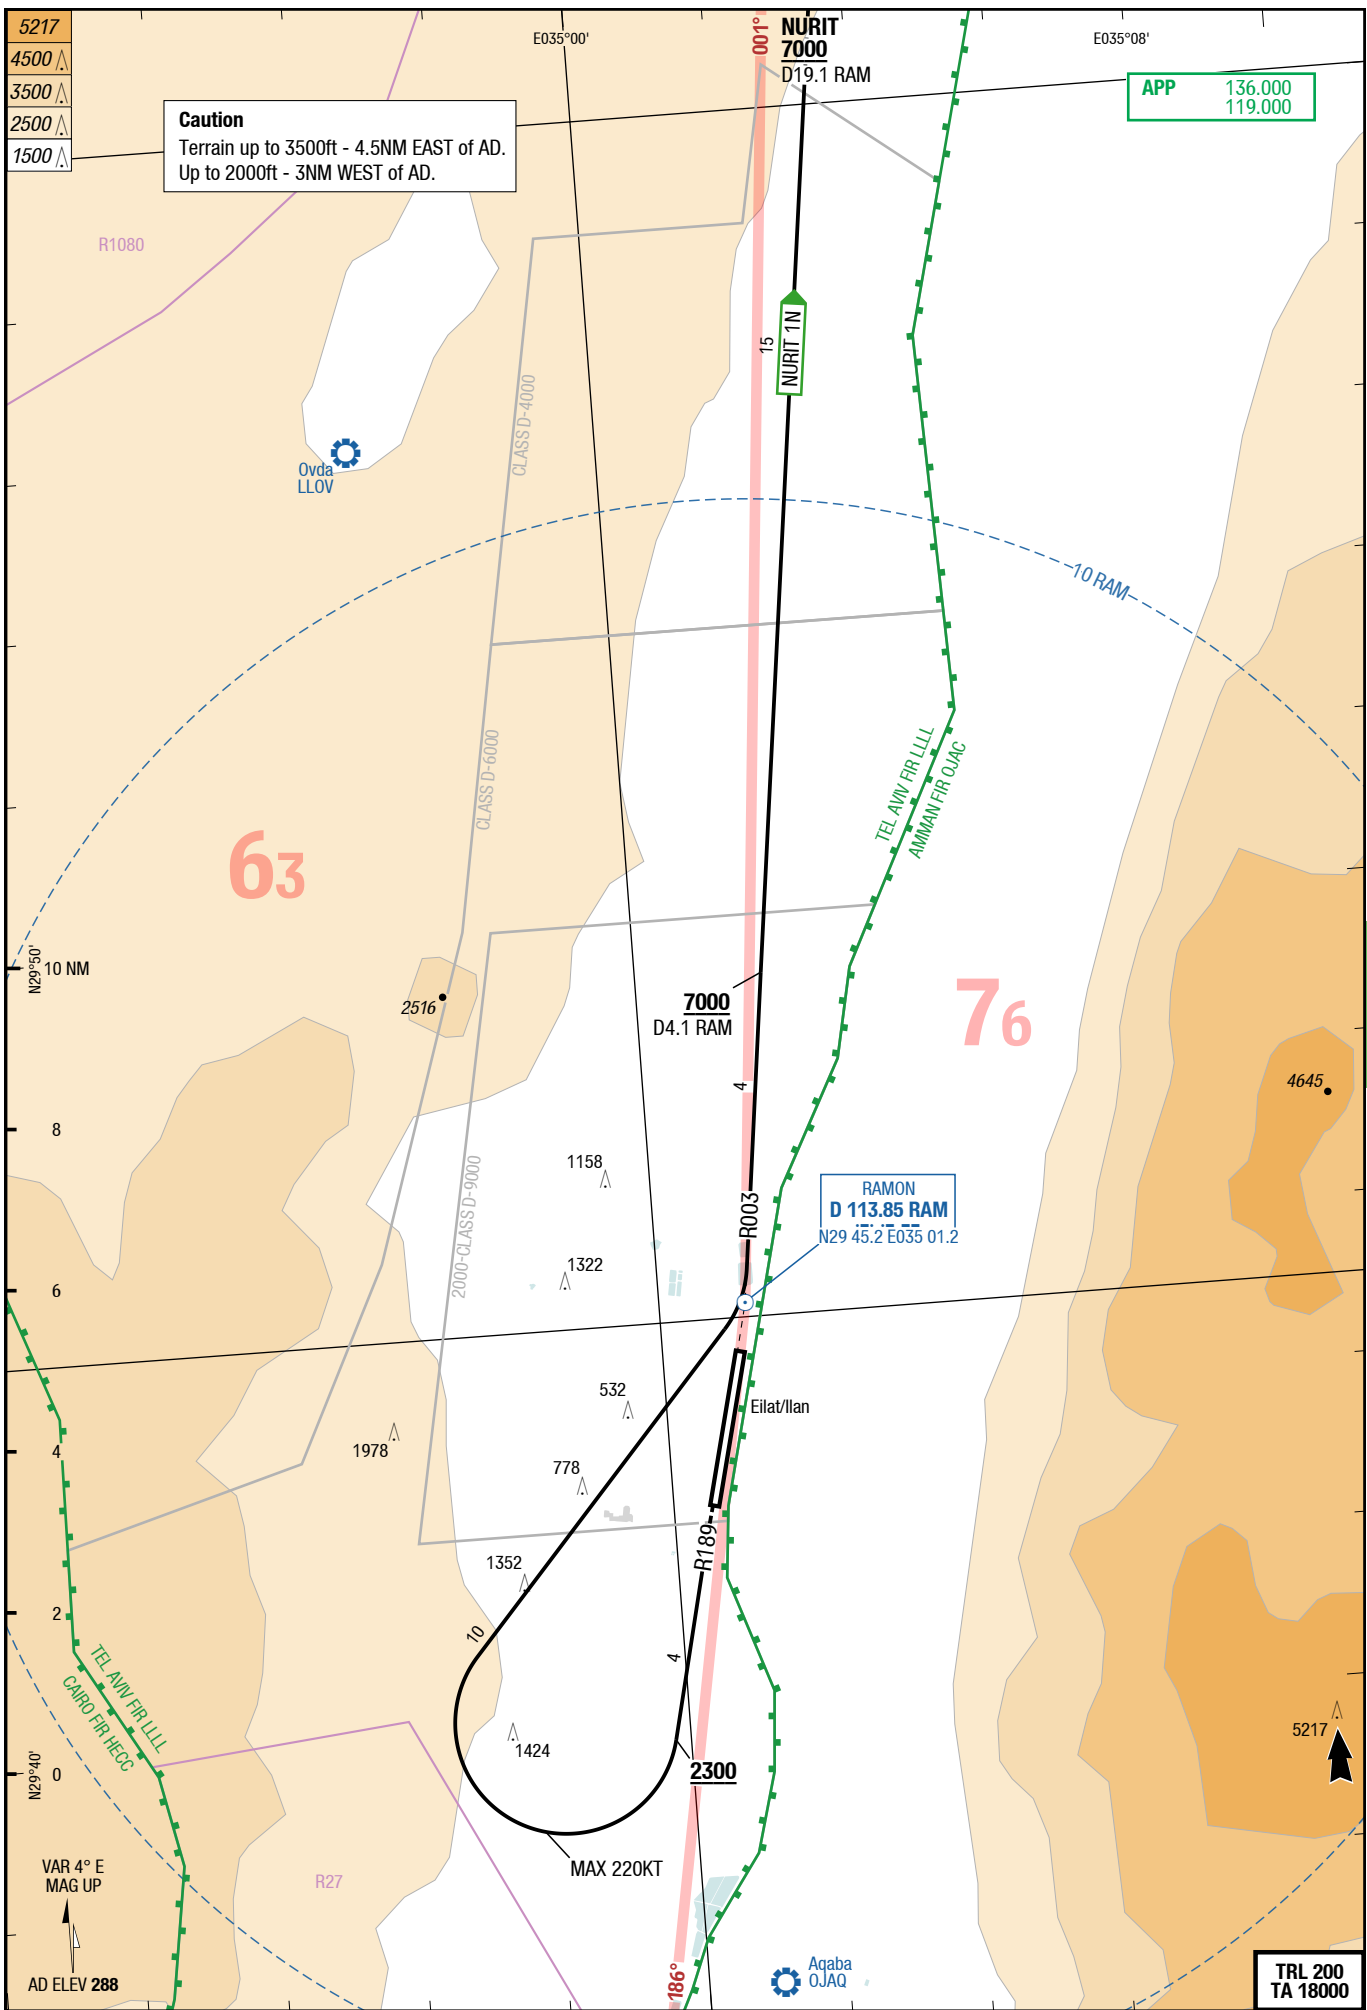 5217
4500
3500
2500
1500
E035°00'
001°
NURIT
7000
D19.1 RAM
E035°08'
APP 136.000
119.000
Caution
Terrain up to 3500ft - 4.5NM EAST of AD.
Up to 2000ft - 3NM WEST of AD.
R1080
NURIT 1N
15
CLASS D-4000
Ovda
LLOV
10 RAM
CLASS D-6000
TEL AVIV FIR LLLL
AMMAN FIR OJAC
63
N29°50'
10 NM
2516
7000
D4.1 RAM
76
4645
4
8
1158
2000-CLASS D-9000
R003
RAMON
D 113.85 RAM
N29 45.2 E035 01.2
1322
6
532
Eilat/Ilan
1978
4
778
R189
1352
2
10
4
TEL AVIV FIR LLLL
CAIRO FIR HECC
1424
5217
2300
N29°40'
0
MAX 220KT
VAR 4° E
MAG UP
R27
AD ELEV 288
186°
Aqaba
OJAQ
TRL 200
TA 18000